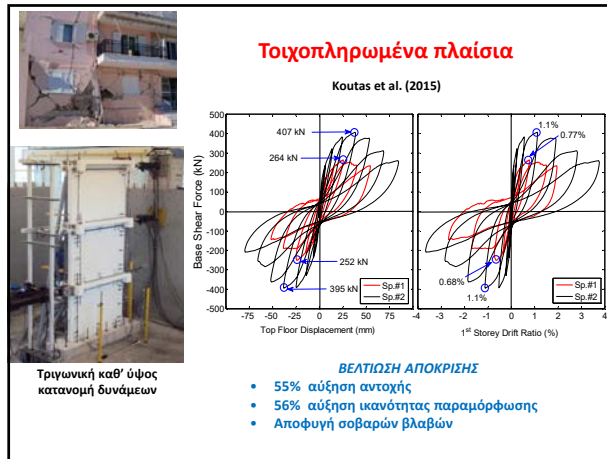 Τοιχοπληρωμένα πλαίσια
Koutas et al. (2015)
Base Shear Force (kN)
500
400
300
200
100
0
-100
-200
-300
-400
-500
407 kN
264 kN
252 kN
395 kN
Sp.#1
Sp.#2
-75 -50 -25 0 25 50 75
Top Floor Displacement (mm)
1.1%
0.77%
0.68%
1.1%
Sp.#1
Sp.#2
-4 -3 -2 -1 0 1 2 3 4
1st Storey Drift Ratio (%)
Τριγωνική καθ’ ύψος
κατανομή δυνάμεων
ΒΕΛΤΙΩΣΗ ΑΠΟΚΡΙΣΗΣ
• 55% αύξηση αντοχής
• 56% αύξηση ικανότητας παραμόρφωσης
• Αποφυγή σοβαρών βλαβών